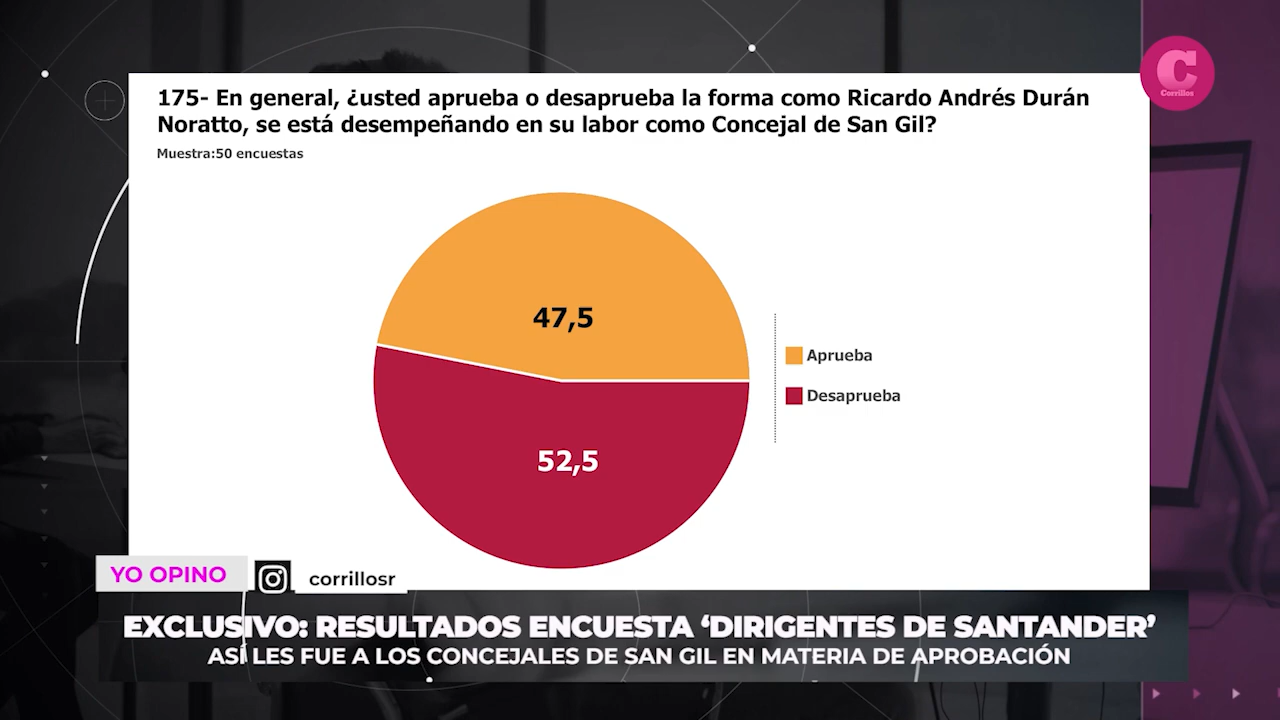 175- En general, ¿usted aprueba o desaprueba la forma como Ricardo Andrés Durán
Noratto, se está desempeñando en su labor como Concejal de San Gil?
Muestra:50 encuestas
C
Corrillos
47,5
52,5
Aprueba
Desaprueba
YO OPINO
corrillosr
EXCLUSIVO: RESULTADOS ENCUESTA ‘DIRIGENTES DE SANTANDER’
ASÍ LES FUE A LOS CONCEJALES DE SAN GIL EN MATERIA DE APROBACIÓN